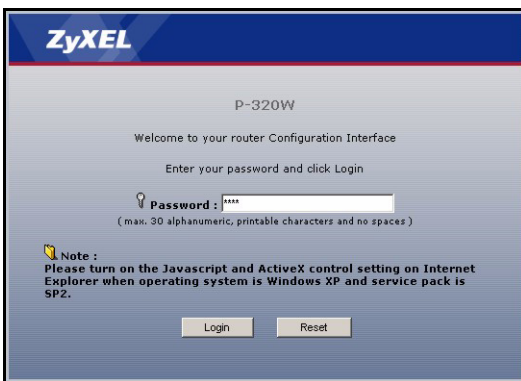 ZyXEL
P-320W
Welcome to your router Configuration Interface
Enter your password and click Login
Password : ****
( max. 30 alphanumeric, printable characters and no spaces )
Note :
Please turn on the Javascript and ActiveX control setting on Internet
Explorer when operating system is Windows XP and service pack is
SP2.
Login Reset